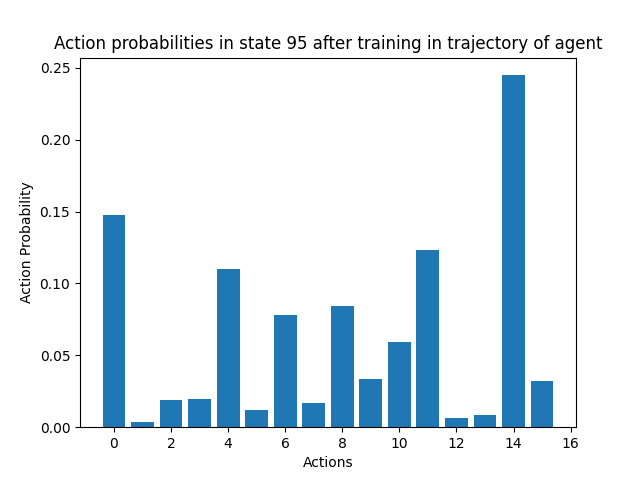 Action probabilities in state 95 after training in trajectory of agent
0.25
0.20
0.15
0.10
0.05
0.00
Action Probability
0 2 4 6 8 10 12 14 16
Actions